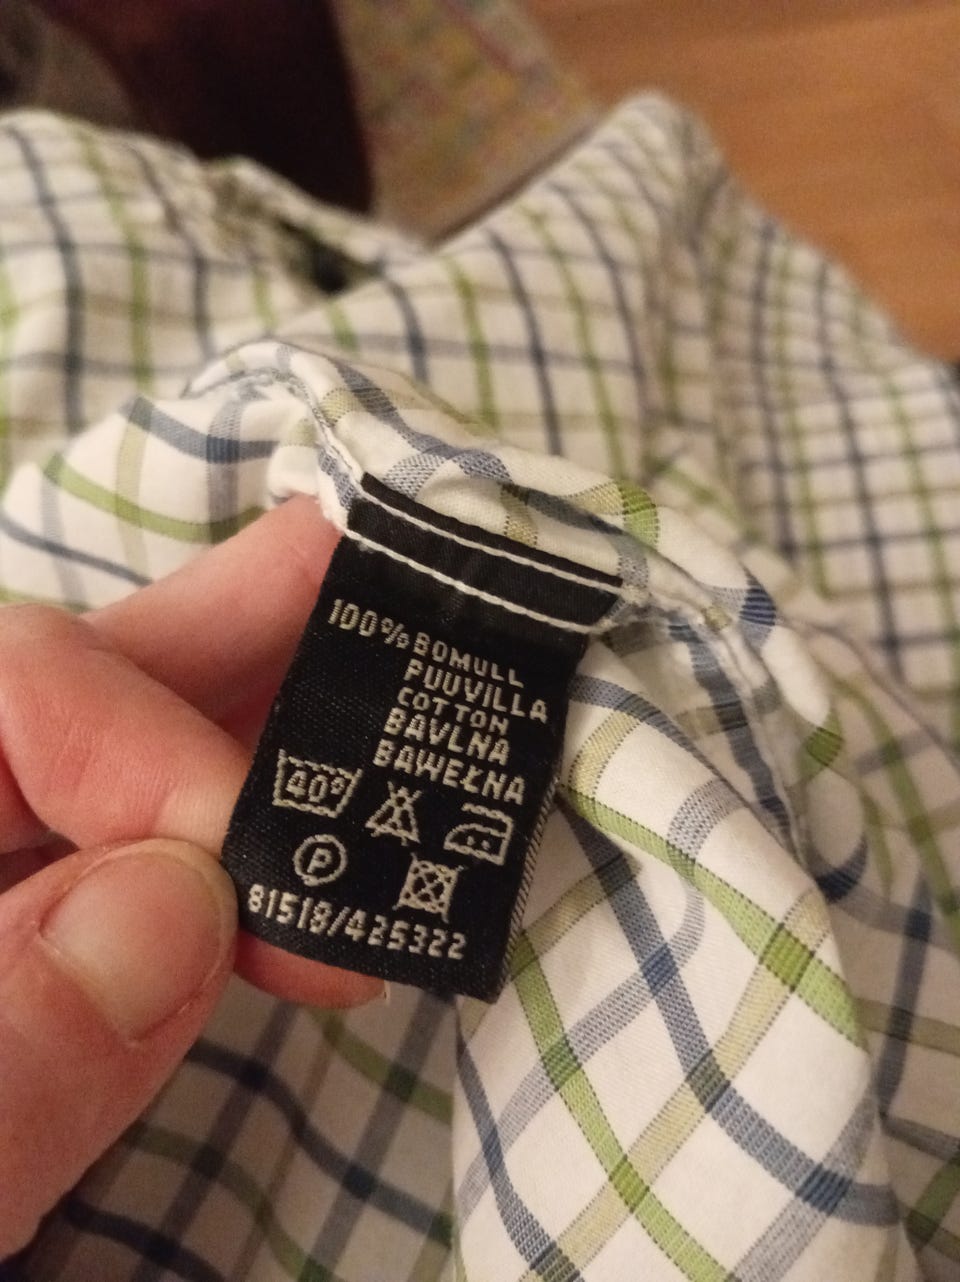 100% BOMULL
PUUVILLA
COTTON
BAVLNA
BAWEŁNA
40°
P
81518/425322